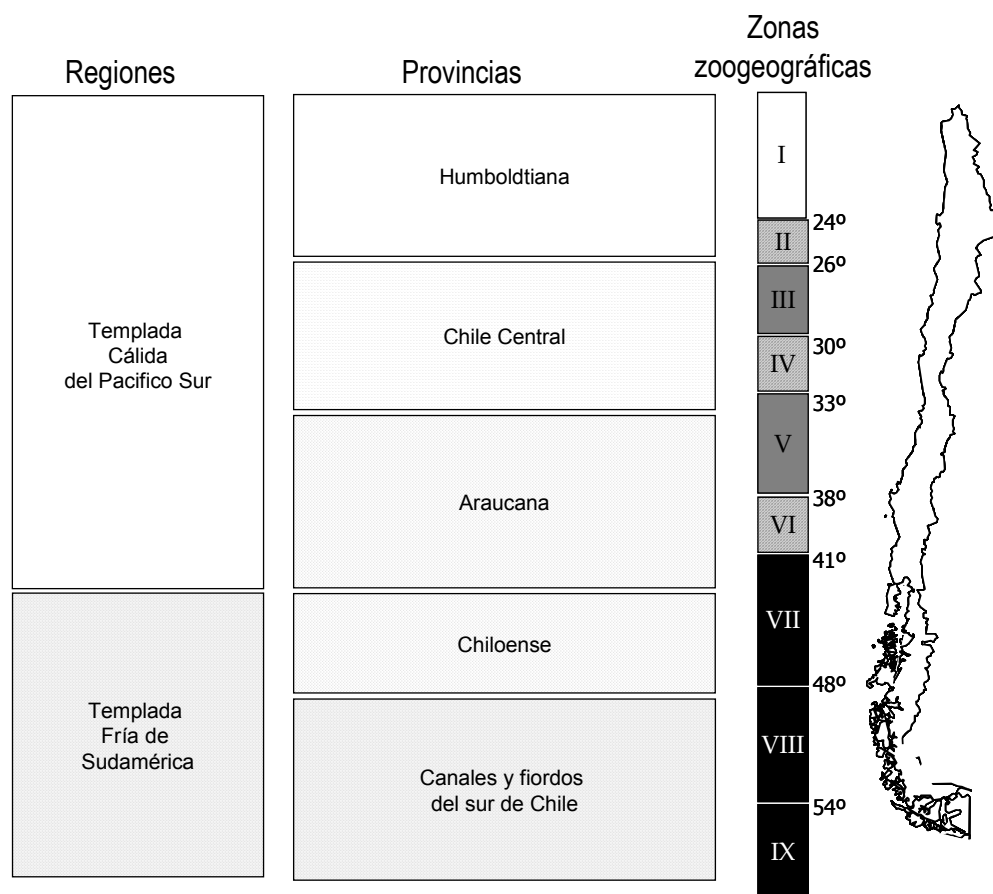 Regiones
Provincias
Zonas
zoogeográficas
Templada
Cálida
del Pacifico Sur
Templada
Fría de
Sudamérica
Humboldtiana
Chile Central
Araucana
Chiloense
Canales y fiordos
del sur de Chile
I
24º
II
26º
III
30º
IV
33º
V
38º
VI
41º
VII
48º
VIII
54º
IX